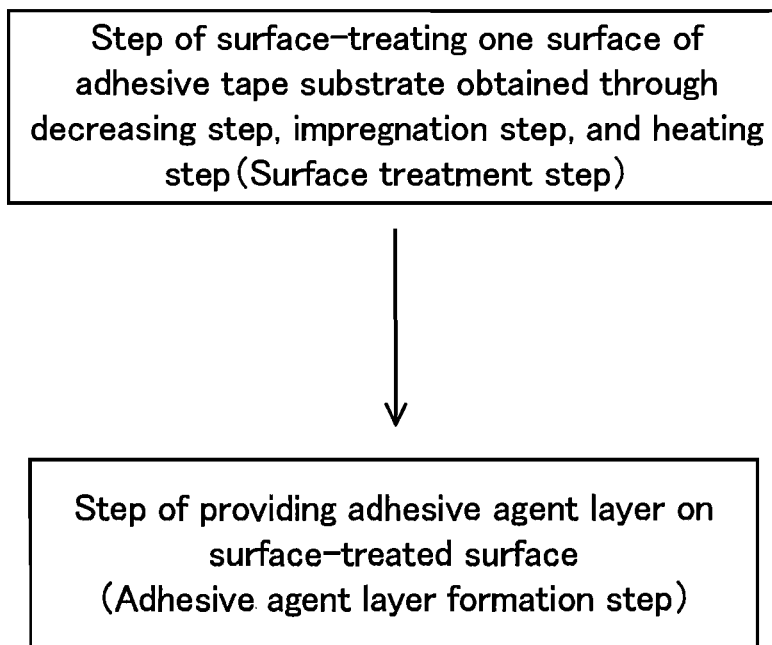 Step of surface-treating one surface of
adhesive tape substrate obtained through
decreasing step, impregnation step, and heating
step(Surface treatment step)
Step of providing adhesive agent layer on
surface-treated surface
(Adhesive agent layer formation step)